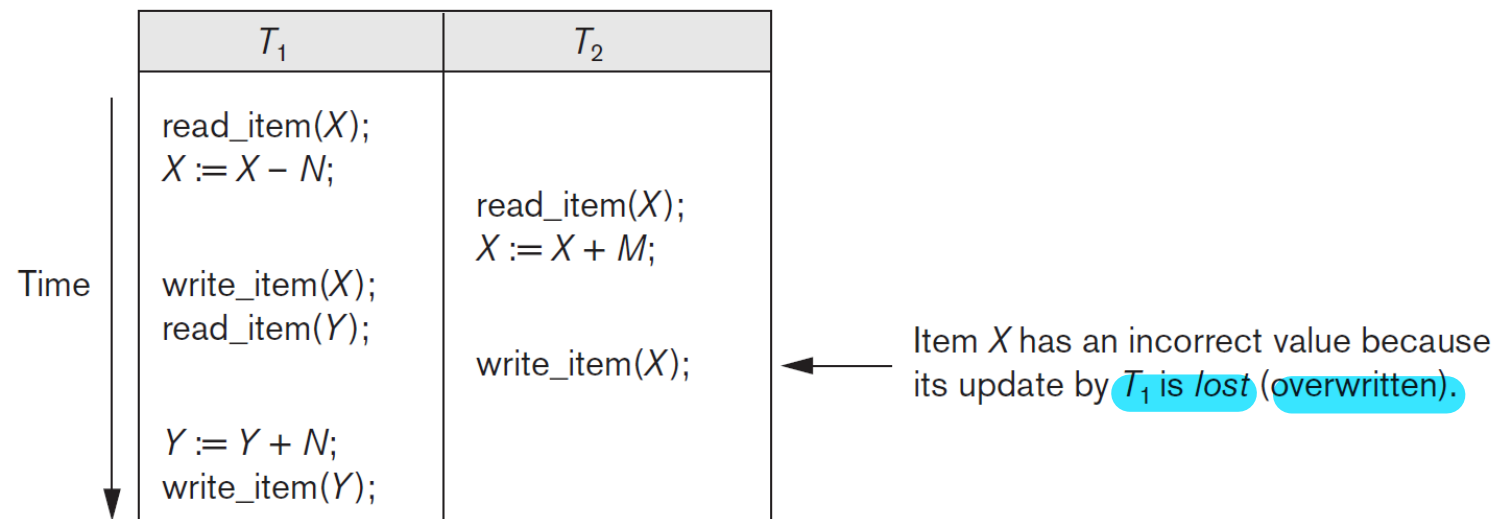 T₁ T₂
read_item(X);
X := X – N;
read_item(X);
X := X + M;
Time
write_item(X);
read_item(Y);
write_item(X);
Item X has an incorrect value because
its update by T₁ is lost (overwritten).
Y := Y + N;
write_item(Y);